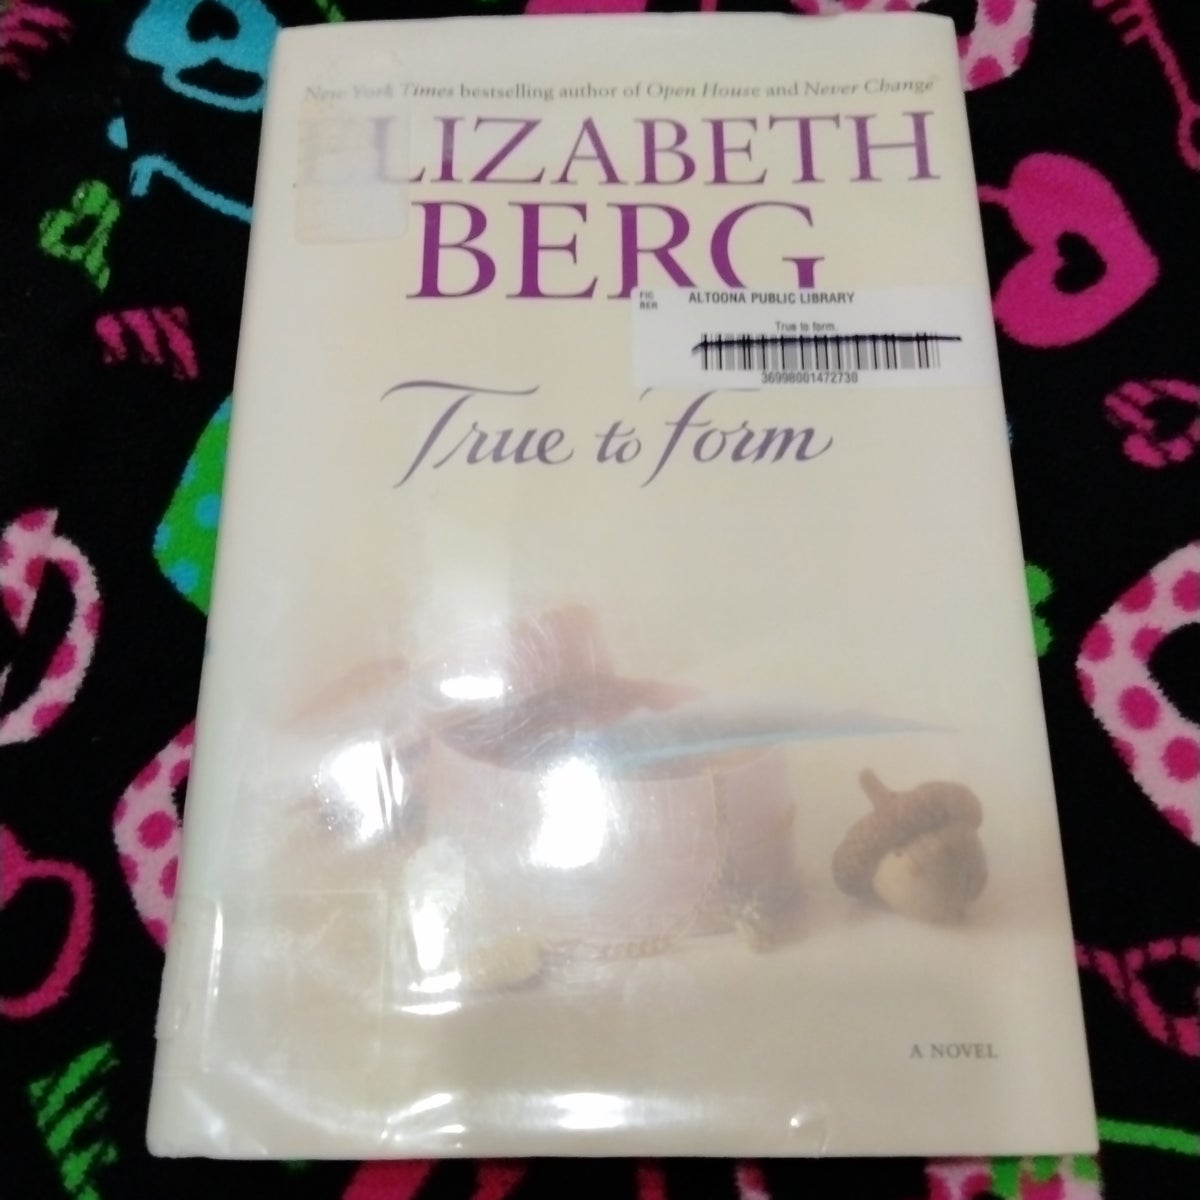 New York Times bestselling author of Open House and Never Change
ELIZABETH
BERG
FIC
BER
ALTOONA PUBLIC LIBRARY
True to form.
36998001472730
True to Form
A NOVEL